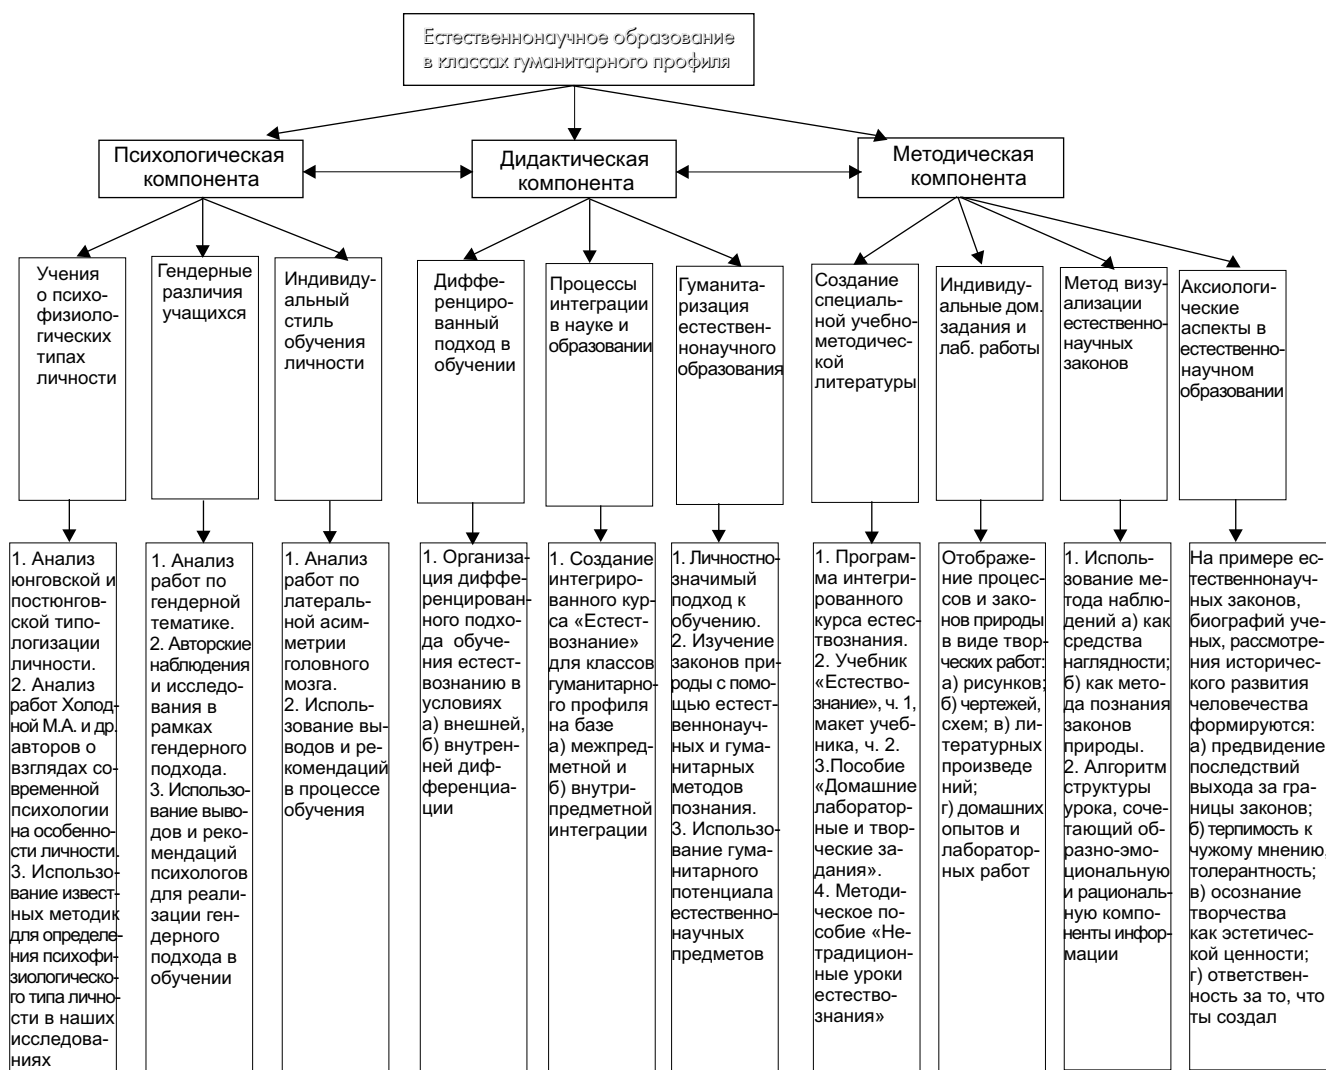 Естественнонаучное образование
в классах гуманитарного профиля
Психологическая
компонента
Дидактическая
компонента
Методическая
компонента
Учения
о психо-
физиоло-
гических
типах
личности
Гендерные
различия
учащихся
Индивиду-
альный
стиль
обучения
личности
Диффе-
ренциро-
ванный
подход в
обучении
Процессы
интеграции
в науке и
образовании
Гуманита-
ризация
естествен-
нонаучного
образования
Создание
специаль-
ной учебно-
методичес-
кой
литературы
Индивиду-
альные дом.
задания и
лаб. работы
Метод визу-
ализации
естественно-
научных
законов
Аксиологи-
ческие
аспекты в
естественно-
научном
образовании
1. Анализ
юнговской и
постюнгов-
ской типо-
логизации
личности.
2. Анализ
работ Холод-
ной М.А. и др.
авторов о
взглядах со-
временной
психологии
на особенно-
сти личности.
3. Использо-
вание извест-
ных методик
для определе-
ния психофи-
зиологическо-
го типа лично-
сти в наших
исследова-
ниях
1. Анализ
работ по
гендерной
тематике.
2. Авторские
наблюдения
и исследо-
вания в
рамках
гендерного
подхода.
3. Использо-
вание выво-
дов и реко-
мендаций
психологов
для реали-
зации ген-
дерного
подхода в
обучении
1. Анализ
работ по
латераль-
ной асим-
метрии
головного
мозга.
2. Исполь-
зование вы-
водов и ре-
комендаций
в процессе
обучения
1. Организа-
ция диффе-
ренцирован-
ного подхо-
да обуче-
ния естест-
вознанию в
условиях
а) внешней,
б) внутрен-
ней диф-
ференциа-
ции
1. Создание
интегриро-
ванного кур-
са «Естест-
вознание»
для классов
гуманитарно-
го профиля
на базе
а) межпред-
метной и
б) внутри-
предметной
интеграции
1. Личностно-
значимый
подход к
обучению.
2. Изучение
законов при-
роды с помо-
щью естест-
веннонауч-
ных и гума-
нитарных
методов
познания.
3. Использо-
вание гума-
нитарного
потенциала
естественно-
научных
предметов
1. Програм-
ма интегри-
рованного
курса естес-
твознания.
2. Учебник
«Естество-
знание», ч. 1,
макет учеб-
ника, ч. 2.
3.Пособие
«Домашние
лаборатор-
ные и твор-
ческие за-
дания».
4. Методи-
ческое по-
собие «Не-
традицион-
ные уроки
естество-
знания»
Отображе-
ние процес-
сов и зако-
нов природы
в виде твор-
ческих работ:
а) рисунков;
б) чертежей,
схем; в) ли-
тературных
произведе
ний;
г) домашних
опытов и
лаборатор-
ных работ
1. Исполь-
зование ме-
тода наблю-
дений а) как
средства
наглядности;
б) как мето-
да познания
законов
природы.
2. Алгоритм
структуры
урока, соче-
тающий об-
разно-эмо-
циональную
и рациональ-
ную компо-
ненты инфор-
мации
На примере ес-
тественнонауч-
ных законов,
биографий уче-
ных, рассмотре-
ния историчес-
кого развития
человечества
формируются:
а) предвидение
последствий
выхода за гра-
ницы законов;
б) терпимость к
чужому мнению,
толерантность;
в) осознание
творчества
как эстетичес-
кой ценности;
г) ответствен-
ность за то, что
ты создал